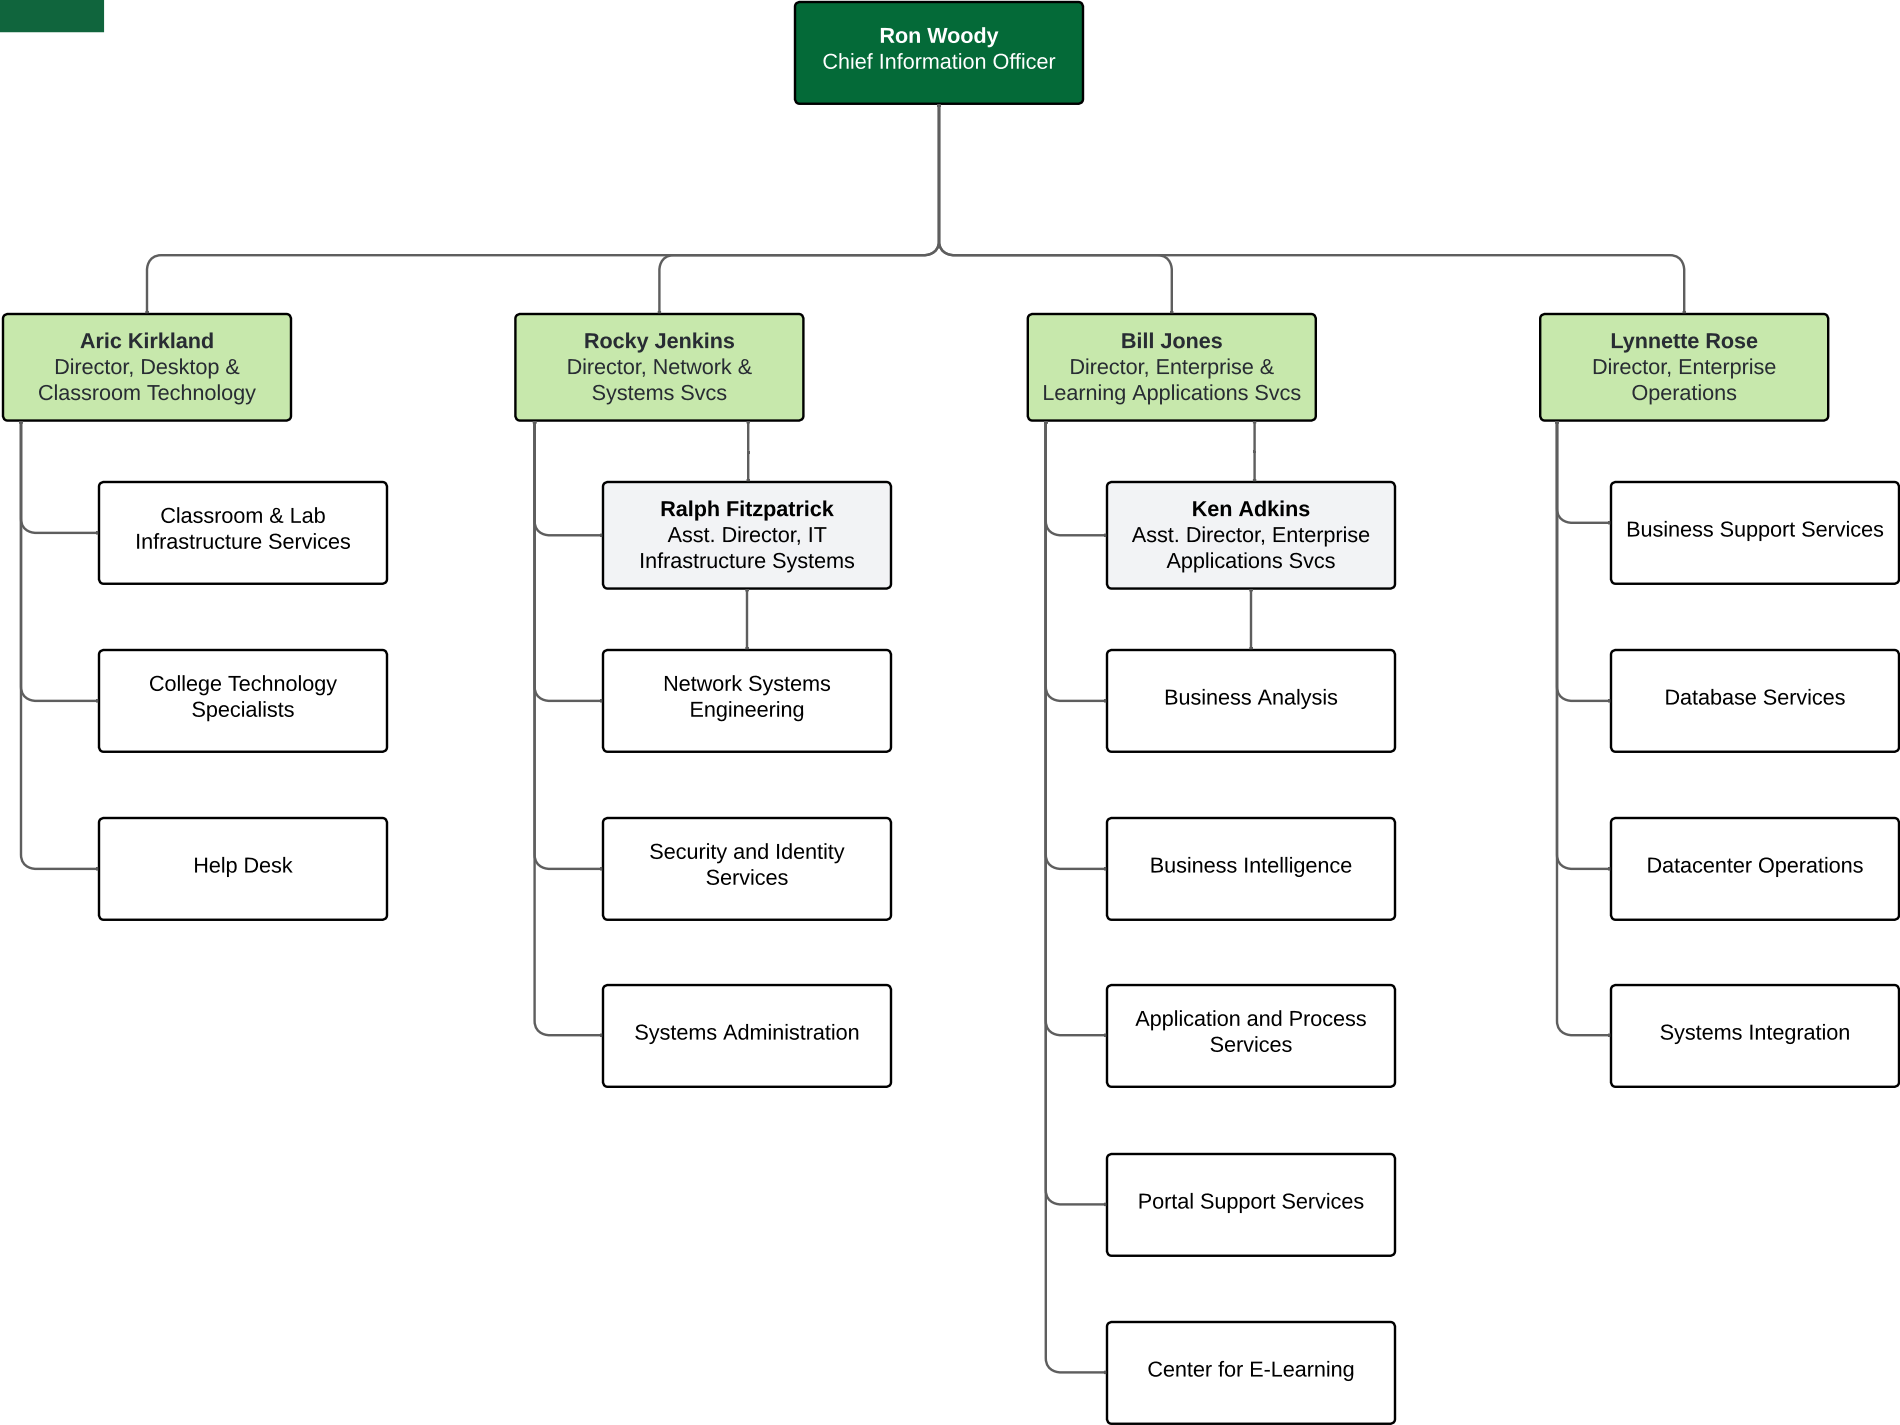 Ron Woody
Chief Information Officer
Aric Kirkland
Director, Desktop &
Classroom Technology
Rocky Jenkins
Director, Network &
Systems Svcs
Bill Jones
Director, Enterprise &
Learning Applications Svcs
Lynnette Rose
Director, Enterprise
Operations
Classroom & Lab
Infrastructure Services
College Technology
Specialists
Help Desk
Ralph Fitzpatrick
Asst. Director, IT
Infrastructure Systems
Network Systems
Engineering
Security and Identity
Services
Systems Administration
Ken Adkins
Asst. Director, Enterprise
Applications Svcs
Business Analysis
Business Intelligence
Application and Process
Services
Portal Support Services
Center for E-Learning
Business Support Services
Database Services
Datacenter Operations
Systems Integration